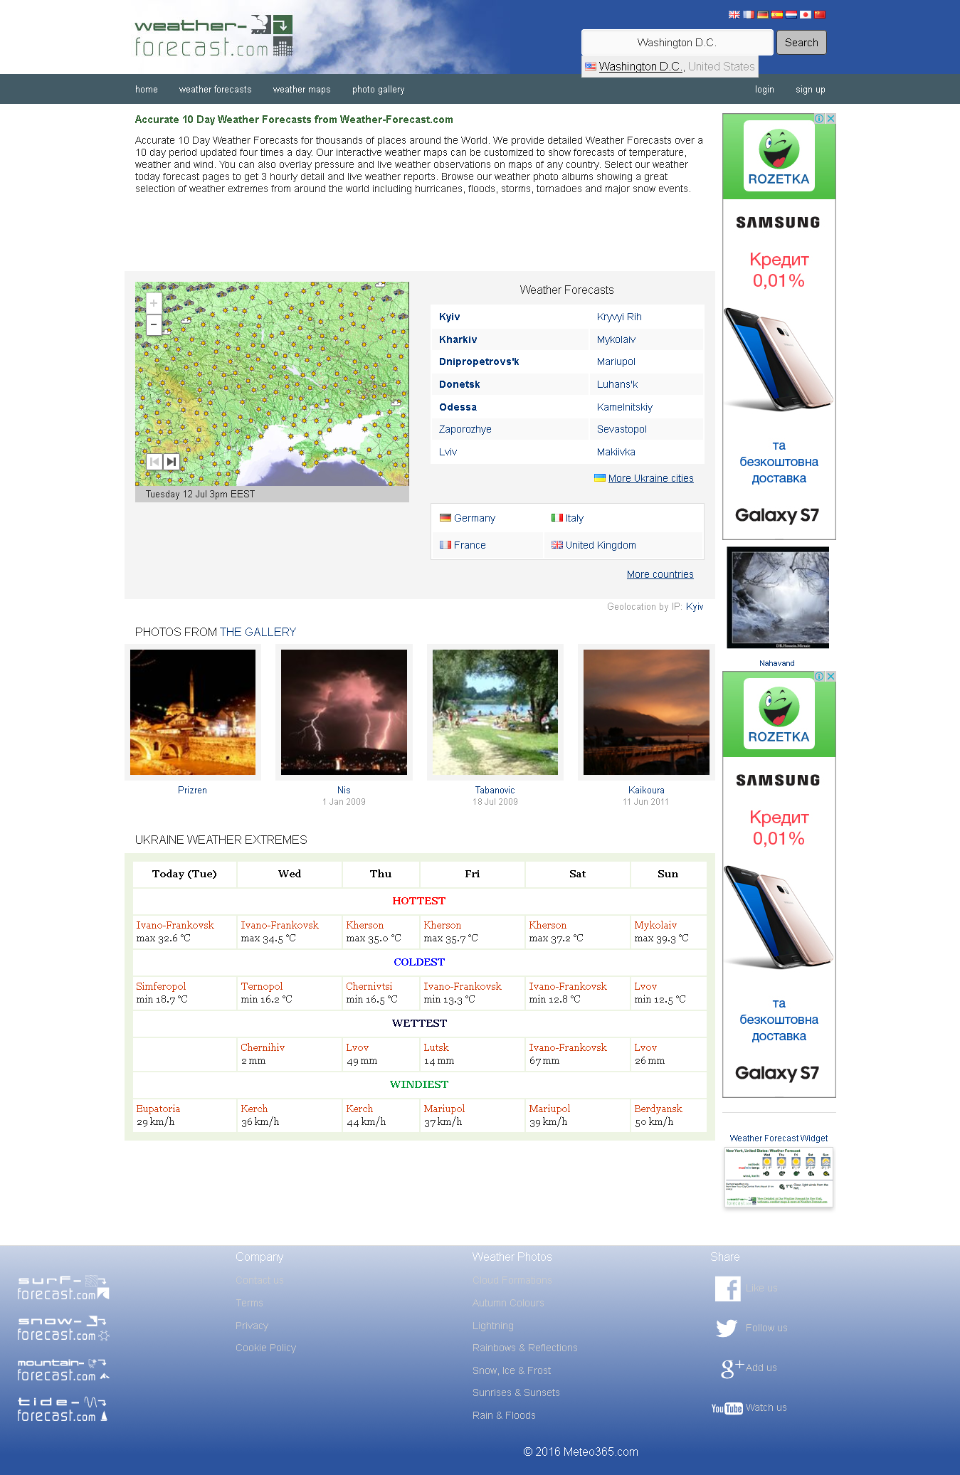 weather-
forecast.com
Washington D.C.
Search
Washington D.C., United States
home
weather forecasts
weather maps
photo gallery
login
sign up
Accurate 10 Day Weather Forecasts from Weather-Forecast.com
Accurate 10 Day Weather Forecasts for thousands of places around the World. We provide detailed Weather Forecasts over a
10 day period updated four times a day. Our interactive weather maps can be customized to show forecasts of temperature,
weather and wind. You can also overlay pressure and live weather observations on maps of any country. Select our weather
today forecast pages to get 3 hourly detail and live weather reports. Browse our weather photo albums showing a great
selection of weather extremes from around the world including hurricanes, floods, storms, tornadoes and major snow events.
+
−
Tuesday 12 Jul 3pm EEST
Weather Forecasts
Kyiv Kryvyi Rih
Kharkiv Mykolaiv
Dnipropetrovs'k Mariupol
Donetsk Luhans'k
Odessa Kamelnitskiy
Zaporozhye Sevastopol
Lviv Makiivka
More Ukraine cities
Germany Italy
France United Kingdom
More countries
Geolocation by IP: Kyiv
PHOTOS FROM THE GALLERY
Prizren
Nis
1 Jan 2009
Tabanovic
18 Jul 2009
Kaikoura
11 Jun 2011
UKRAINE WEATHER EXTREMES
Today (Tue) Wed Thu Fri Sat Sun
HOTTEST
Ivano-Frankovsk Ivano-Frankovsk Kherson Kherson Kherson Mykolaiv
max 32.6 °C max 34.5 °C max 35.0 °C max 35.7 °C max 37.2 °C max 39.3 °C
COLDEST
Simferopol Ternopol Chernivtsi Ivano-Frankovsk Ivano-Frankovsk Lvov
min 18.7 °C min 16.2 °C min 16.5 °C min 13.3 °C min 12.8 °C min 12.5 °C
WETTEST
Chernihiv Lvov Lutsk Ivano-Frankovsk Lvov
2 mm 49 mm 14 mm 67 mm 26 mm
WINDIEST
Eupatoria Kerch Kerch Mariupol Mariupol Berdyansk
29 km/h 36 km/h 44 km/h 37 km/h 39 km/h 50 km/h
ROZETKA
SAMSUNG
Кредит
0,01%
та
безкоштовна
доставка
Galaxy S7
Nahavand
ROZETKA
SAMSUNG
Кредит
0,01%
та
безкоштовна
доставка
Galaxy S7
Weather Forecast Widget
surf-
forecast.com
snow-
forecast.com
mountain-
forecast.com
tide-
forecast.com
Company
Contact us
Terms
Privacy
Cookie Policy
Weather Photos
Cloud Formations
Autumn Colours
Lightning
Rainbows & Reflections
Snow, Ice & Frost
Sunrises & Sunsets
Rain & Floods
Share
Like us
Follow us
Add us
YouTube Watch us
© 2016 Meteo365.com